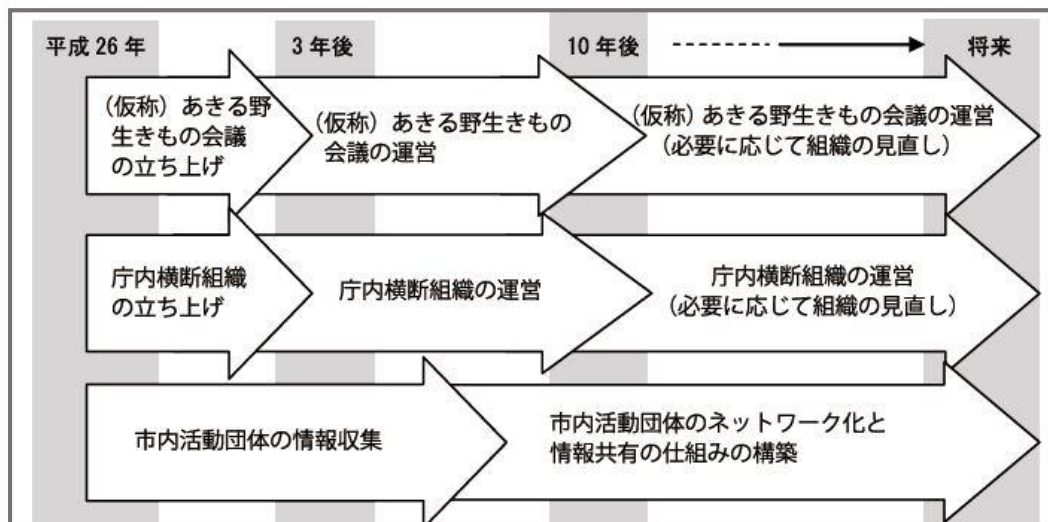 平成 26 年
3 年後
10 年後
将来
（仮称）あきる野
生きもの会議
の立ち上げ
（仮称）あきる野生きもの
会議の運営
（仮称）あきる野生きもの会議の運営
（必要に応じて組織の見直し）
庁内横断組織
の立ち上げ
庁内横断組織の運営
庁内横断組織の運営
（必要に応じて組織の見直し）
市内活動団体の情報収集
市内活動団体のネットワーク化と
情報共有の仕組みの構築